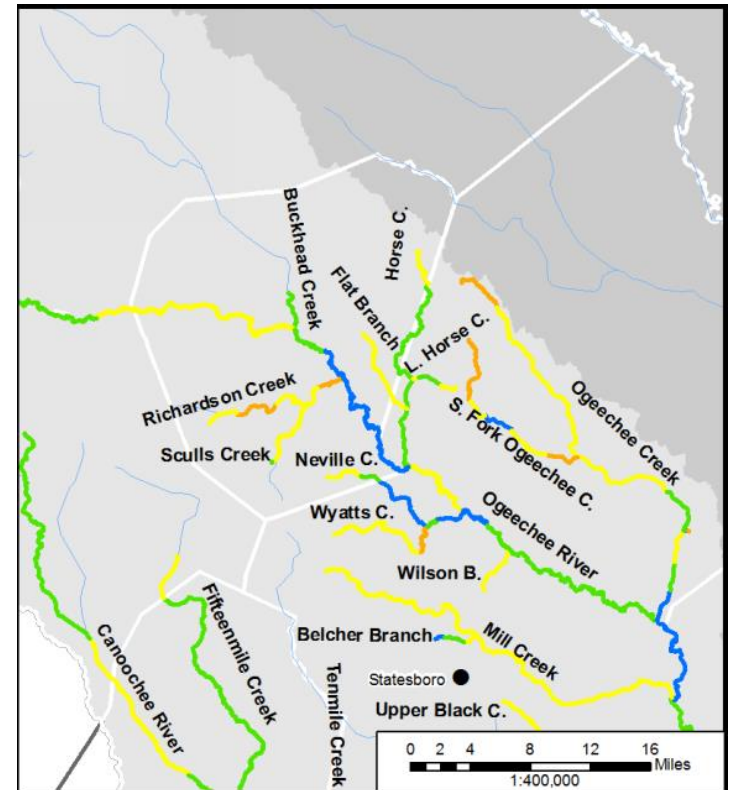 Buckhead Creek
Horse C.
Flat Branch
L. Horse C.
Ogeechee Creek
Richardson Creek
S. Fork Ogeechee C.
Sculls Creek
Neville C.
Wyatts C.
Ogeechee River
Wilson B.
Fifteenmile Creek
Belcher Branch
Mill Creek
Canoochee River
Tenmile Creek
Statesboro
Upper Black C.
0 2 4 8 12 16
Miles
1:400,000